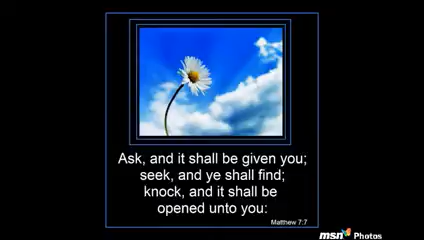 Ask, and it shall be given you;
seek, and ye shall find;
knock, and it shall be
opened unto you:
Matthew 7:7
msn Photos